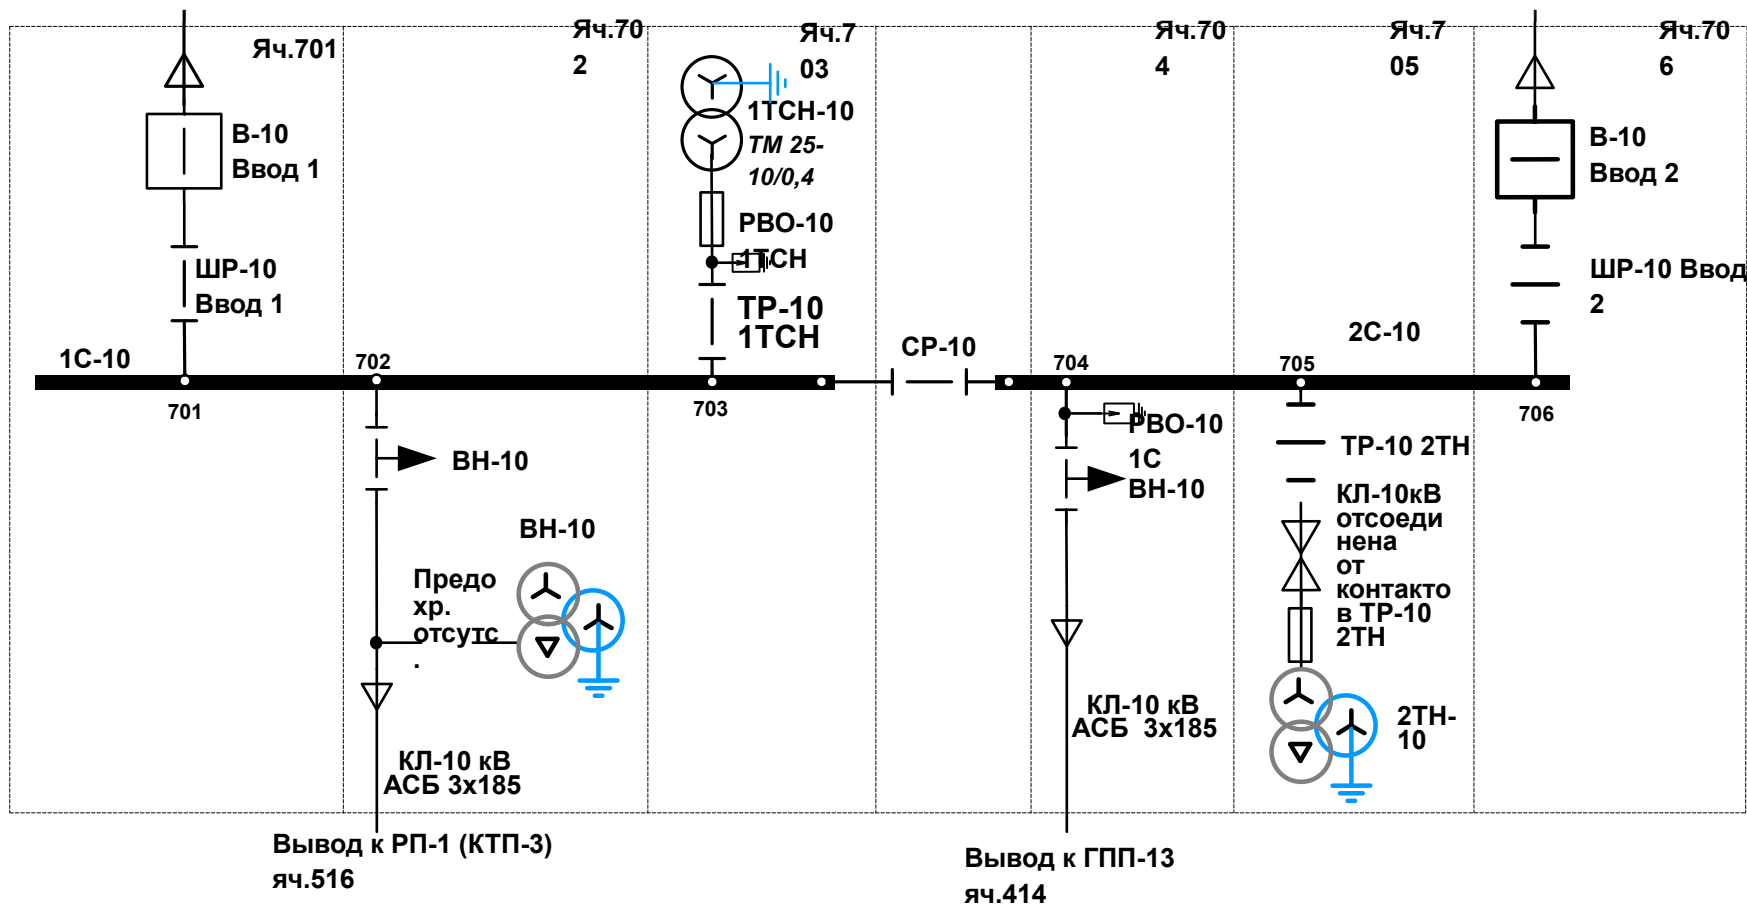 Яч.701
Яч.70
2
Яч.7
03
Яч.70
4
Яч.7
05
Яч.70
6
В-10
Ввод 1
1ТСН-10
ТМ 25-
10/0,4
В-10
Ввод 2
РВО-10
1ТСН
ШР-10
Ввод 1
ТР-10
1ТСН
ШР-10 Ввод
2
1С-10
702
СР-10
704
705
2С-10
701
703
706
ВН-10
РВО-10
1С
ВН-10
ТР-10 2ТН
КЛ-10кВ
отсоеди
нена
от
контакто
в ТР-10
2ТН
ВН-10
Предо
хр.
отсутс
.
КЛ-10 кВ
АСБ 3х185
КЛ-10 кВ
АСБ 3х185
2ТН-
10
Вывод к РП-1 (КТП-3)
яч.516
Вывод к ГПП-13
яч.414